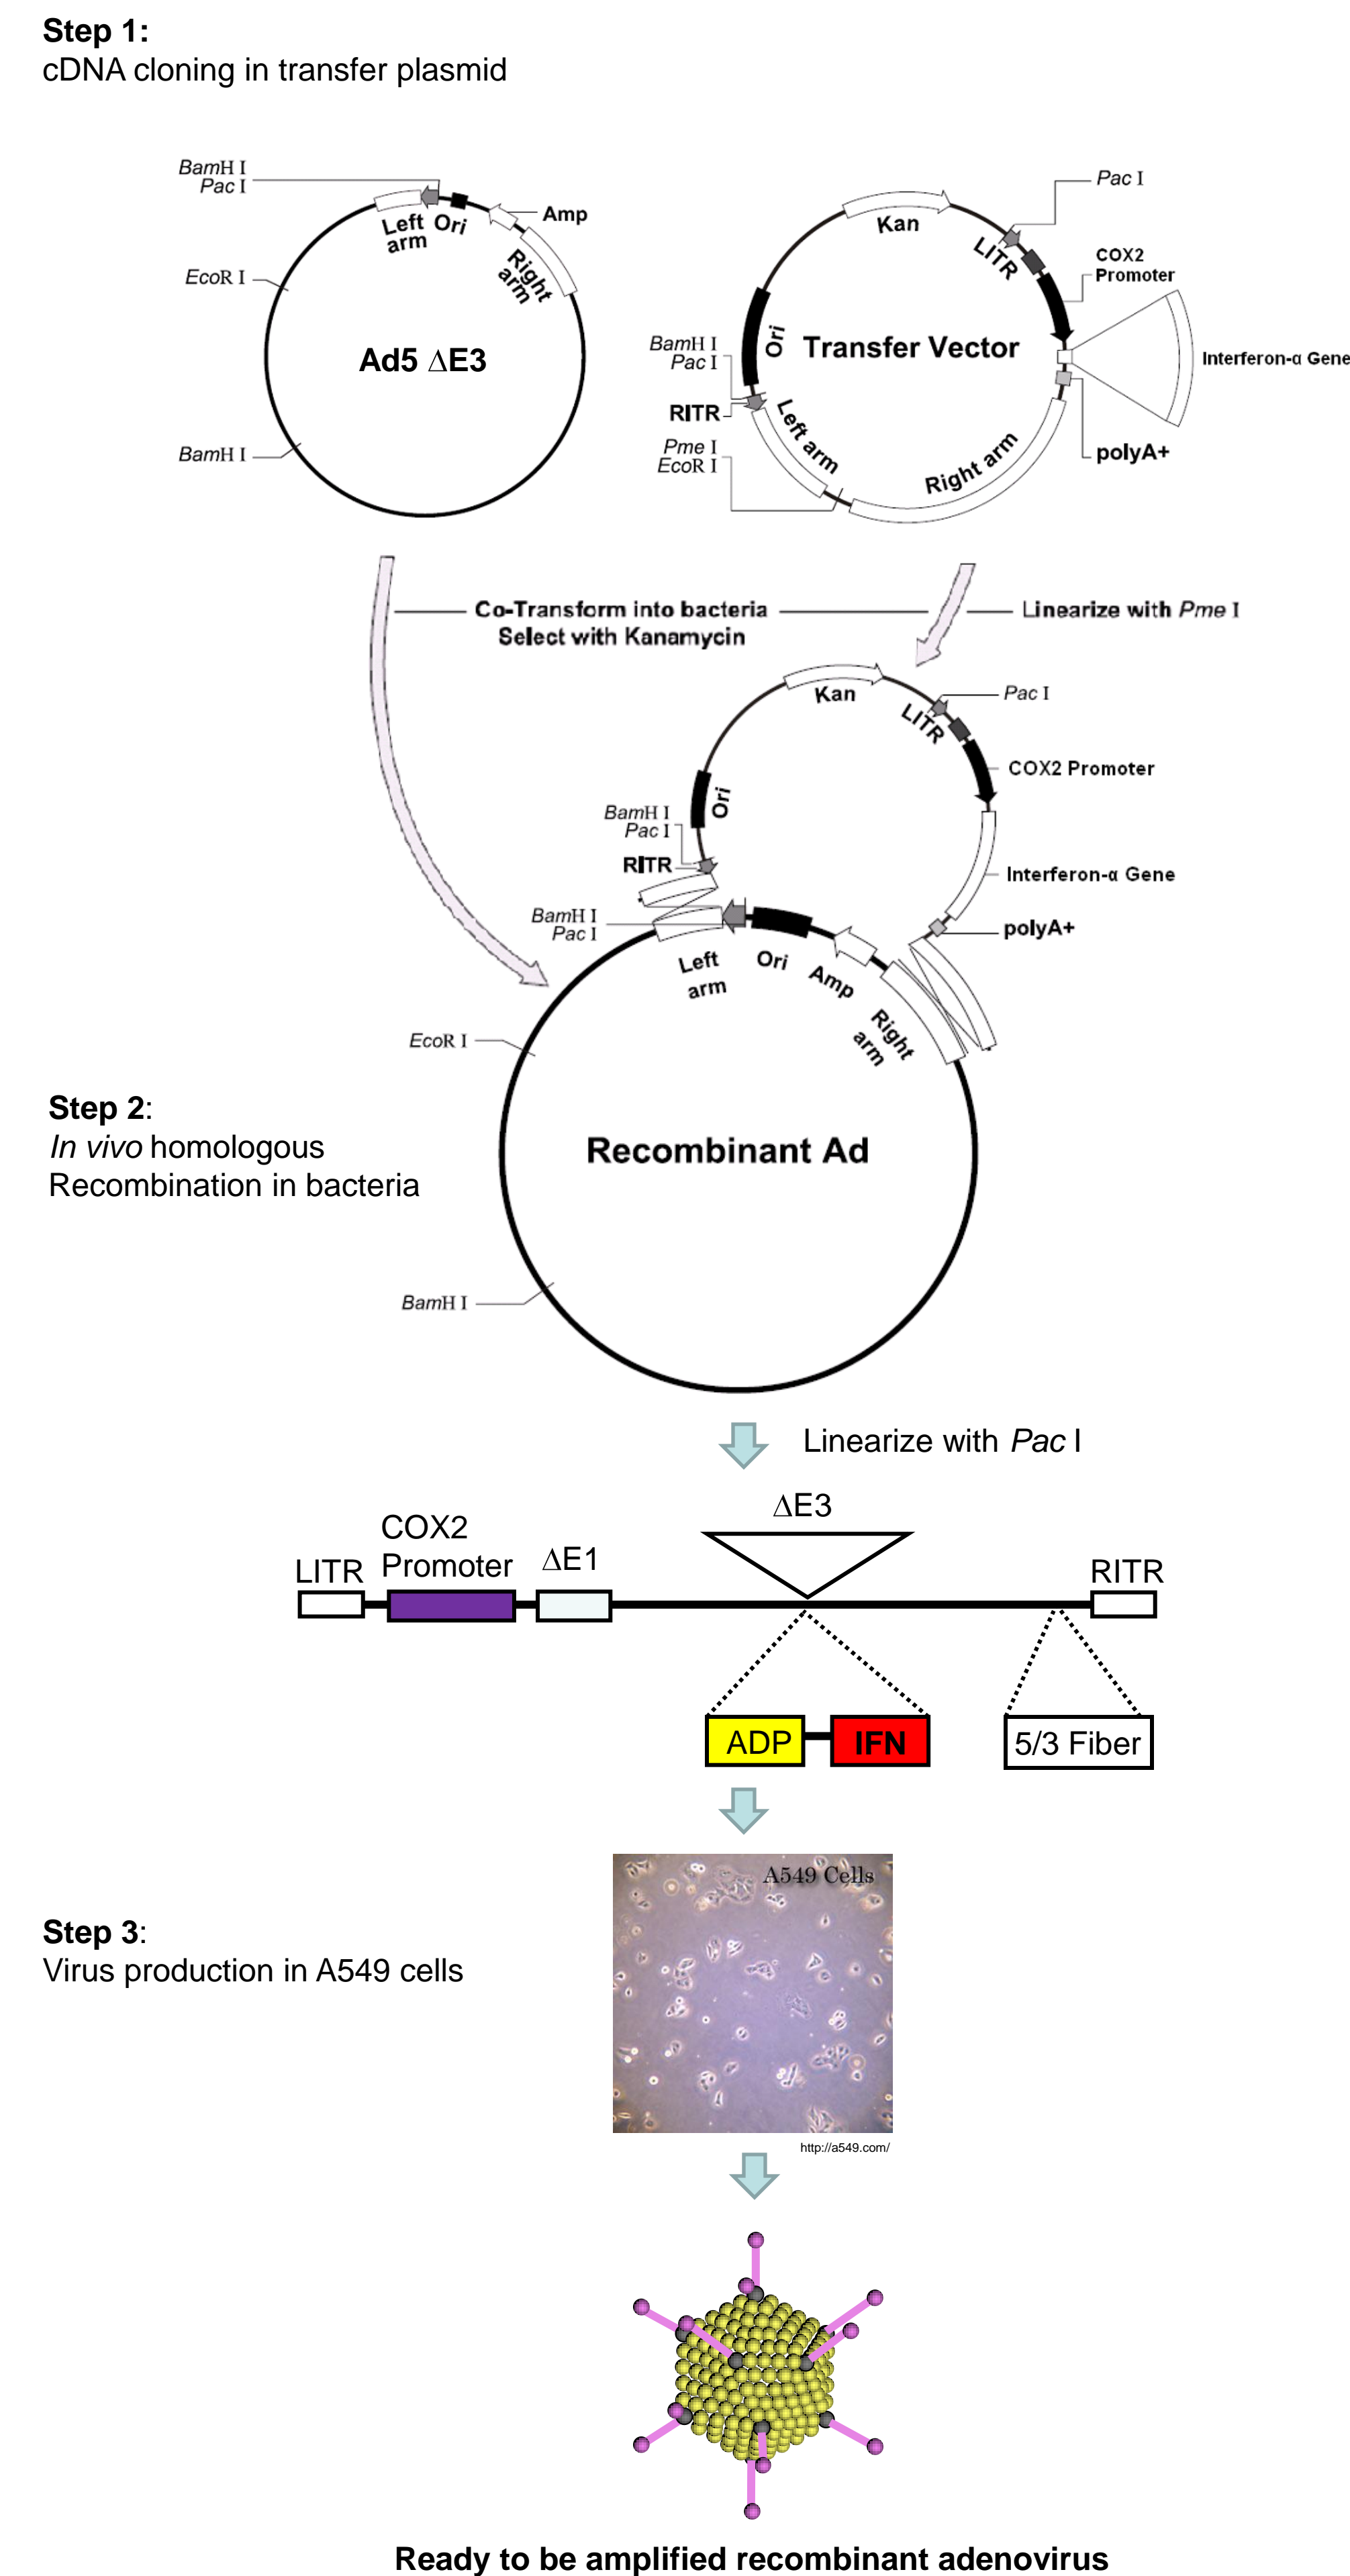 Step 1:
cDNA cloning in transfer plasmid
BamH I
Pac I
Left
arm
Ori
Amp
Right
arm
EcoR I
BamH I
Ad5 ΔE3
Kan
Pac I
LITR
COX2
Promoter
Interferon-α Gene
Ori
Transfer Vector
BamH I
Pac I
RITR
Pme I
EcoR I
Left arm
Right arm
polyA+
Co-Transform into bacteria
Select with Kanamycin
Linearize with Pme I
Kan
Pac I
LITR
COX2 Promoter
Ori
BamH I
Pac I
RITR
Interferon-α Gene
polyA+
BamH I
Pac I
Left
arm
Ori
Amp
Right
arm
EcoR I
Step 2:
In vivo homologous
Recombination in bacteria
Recombinant Ad
BamH I
Linearize with Pac I
ΔE3
COX2
Promoter
ΔE1
LITR
RITR
ADP
IFN
5/3 Fiber
A549 Cells
Step 3:
Virus production in A549 cells
http://a549.com/
Ready to be amplified recombinant adenovirus